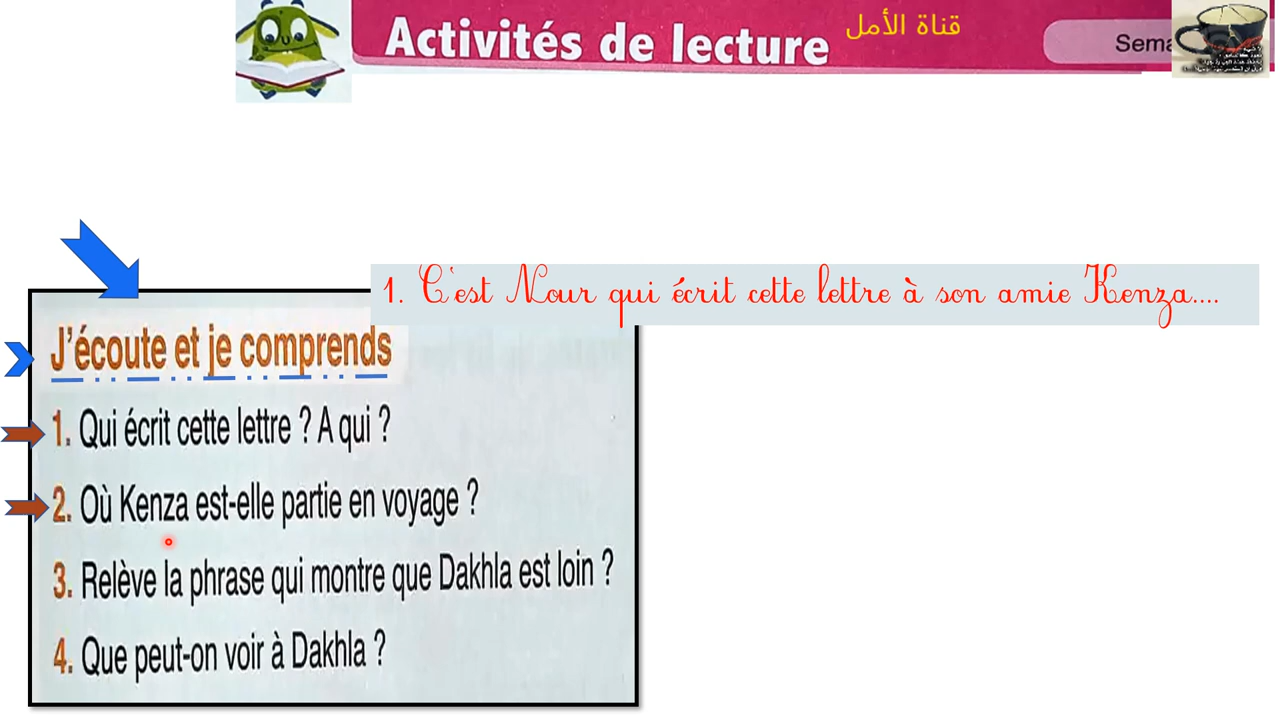 Activités de lecture
قناة الأمل
Sema
1. C'est Nour qui écrit cette lettre à son amie Kenza....
J'écoute et je comprends
1. Qui écrit cette lettre ? A qui ?
2. Où Kenza est-elle partie en voyage ?
3. Relève la phrase qui montre que Dakhla est loin ?
4. Que peut-on voir à Dakhla ?